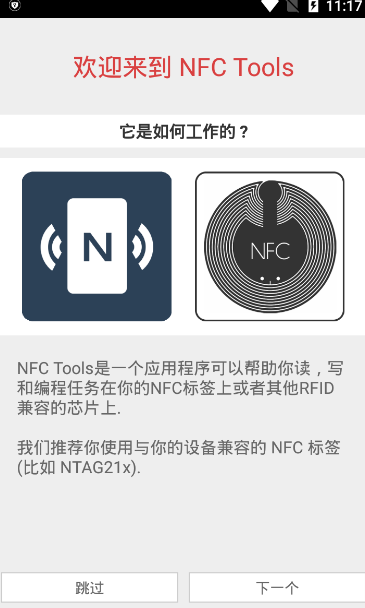 11:17
欢迎来到 NFC Tools
它是如何工作的？
N
NFC
NFC Tools是一个应用程序可以帮助你读，写
和编程任务在你的NFC标签上或者其他RFID
兼容的芯片上.
我们推荐你使用与你的设备兼容的 NFC 标签
(比如 NTAG21x).
跳过
下一个